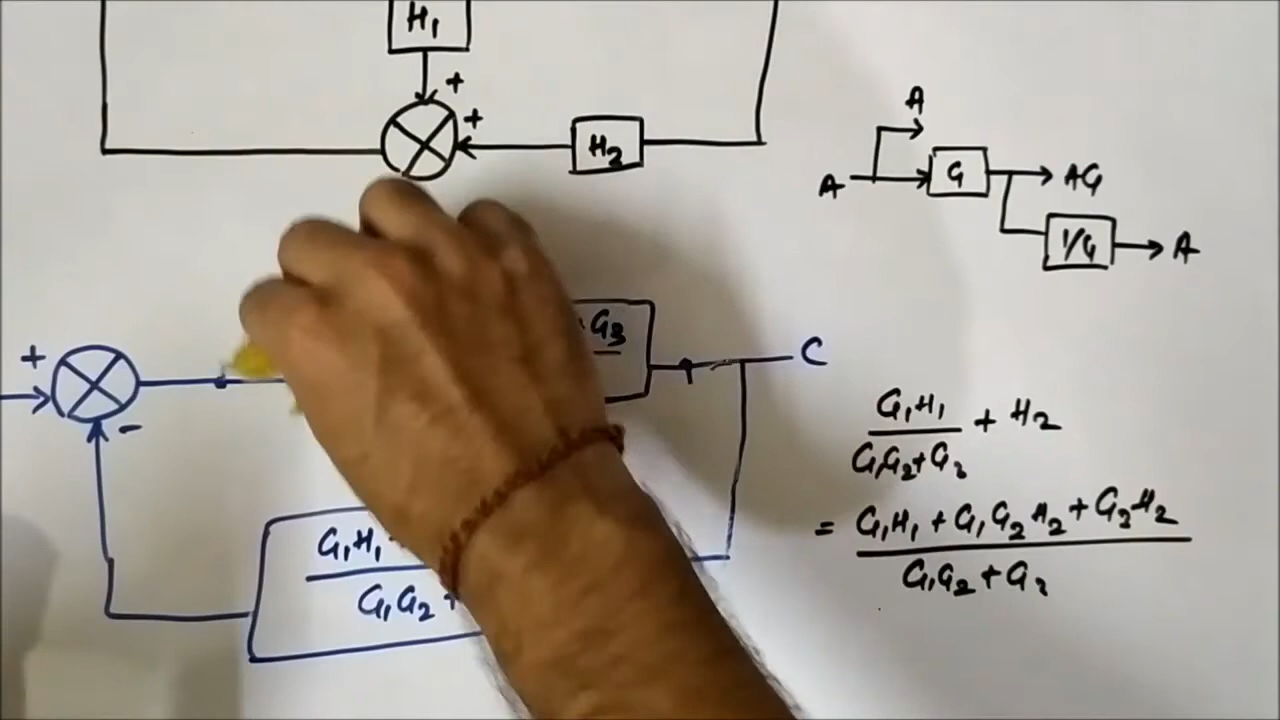 H₁
+
+
H₂
A
A
G
AG
1/G
A
G₃
+
C
-
G₁H₁ + H₂
G₁G₂+G₃
= G₁H₁ + G₁G₂H₂ + G₃H₂
G₁G₂ + G₃
G₁H₁
G₁G₂ +